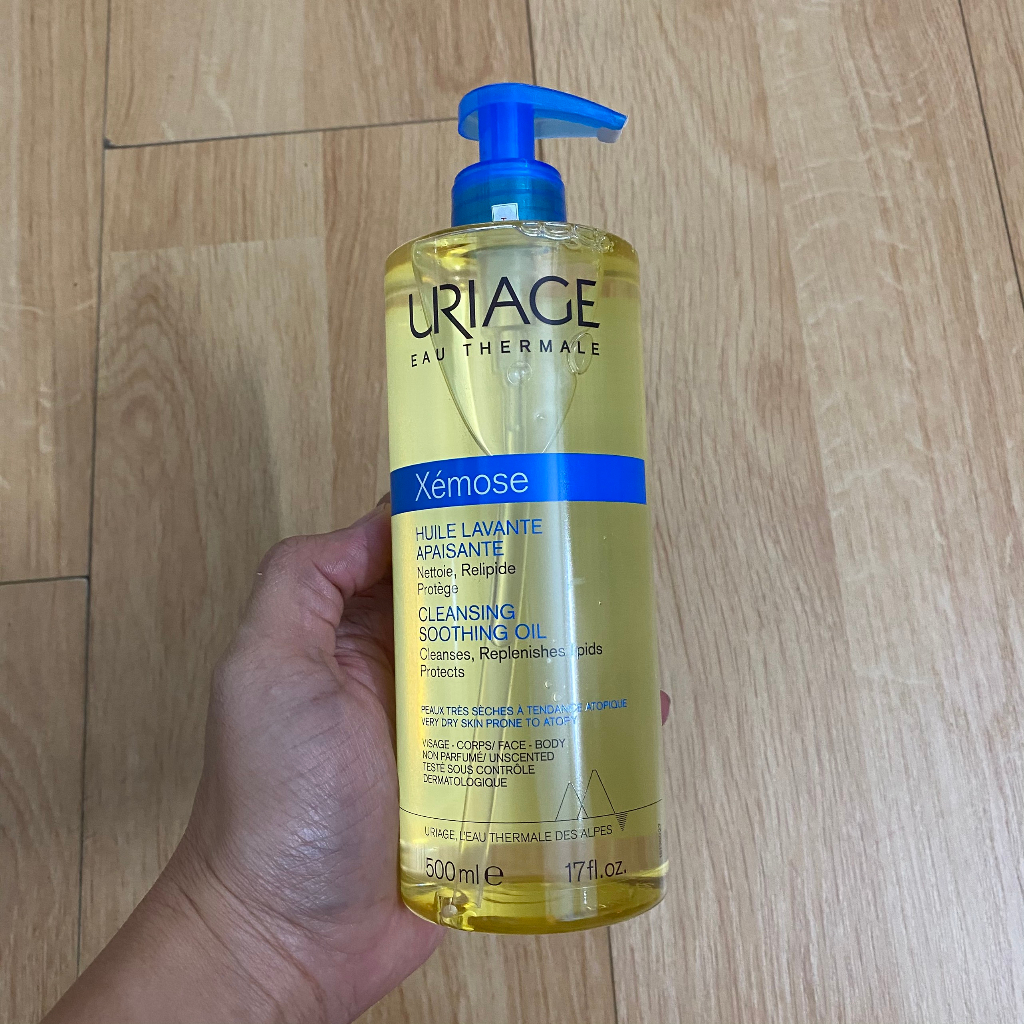 URIAGE
EAU THERMALE
Xémose
HUILE LAVANTE
APAISANTE
Nettoie, Relipide
Protège
CLEANSING
SOOTHING OIL
Cleanses, Replenishes lipids
Protects
PEAUX TRÈS SÈCHES À TENDANCE ATOPIQUE
VERY DRY SKIN PRONE TO ATOPY
VISAGE - CORPS/ FACE - BODY
NON PARFUMÉ/ UNSCENTED
TESTÉ SOUS CONTRÔLE
DERMATOLOGIQUE
URIAGE, L'EAU THERMALE DES ALPES
500 ml e 17 fl.oz.